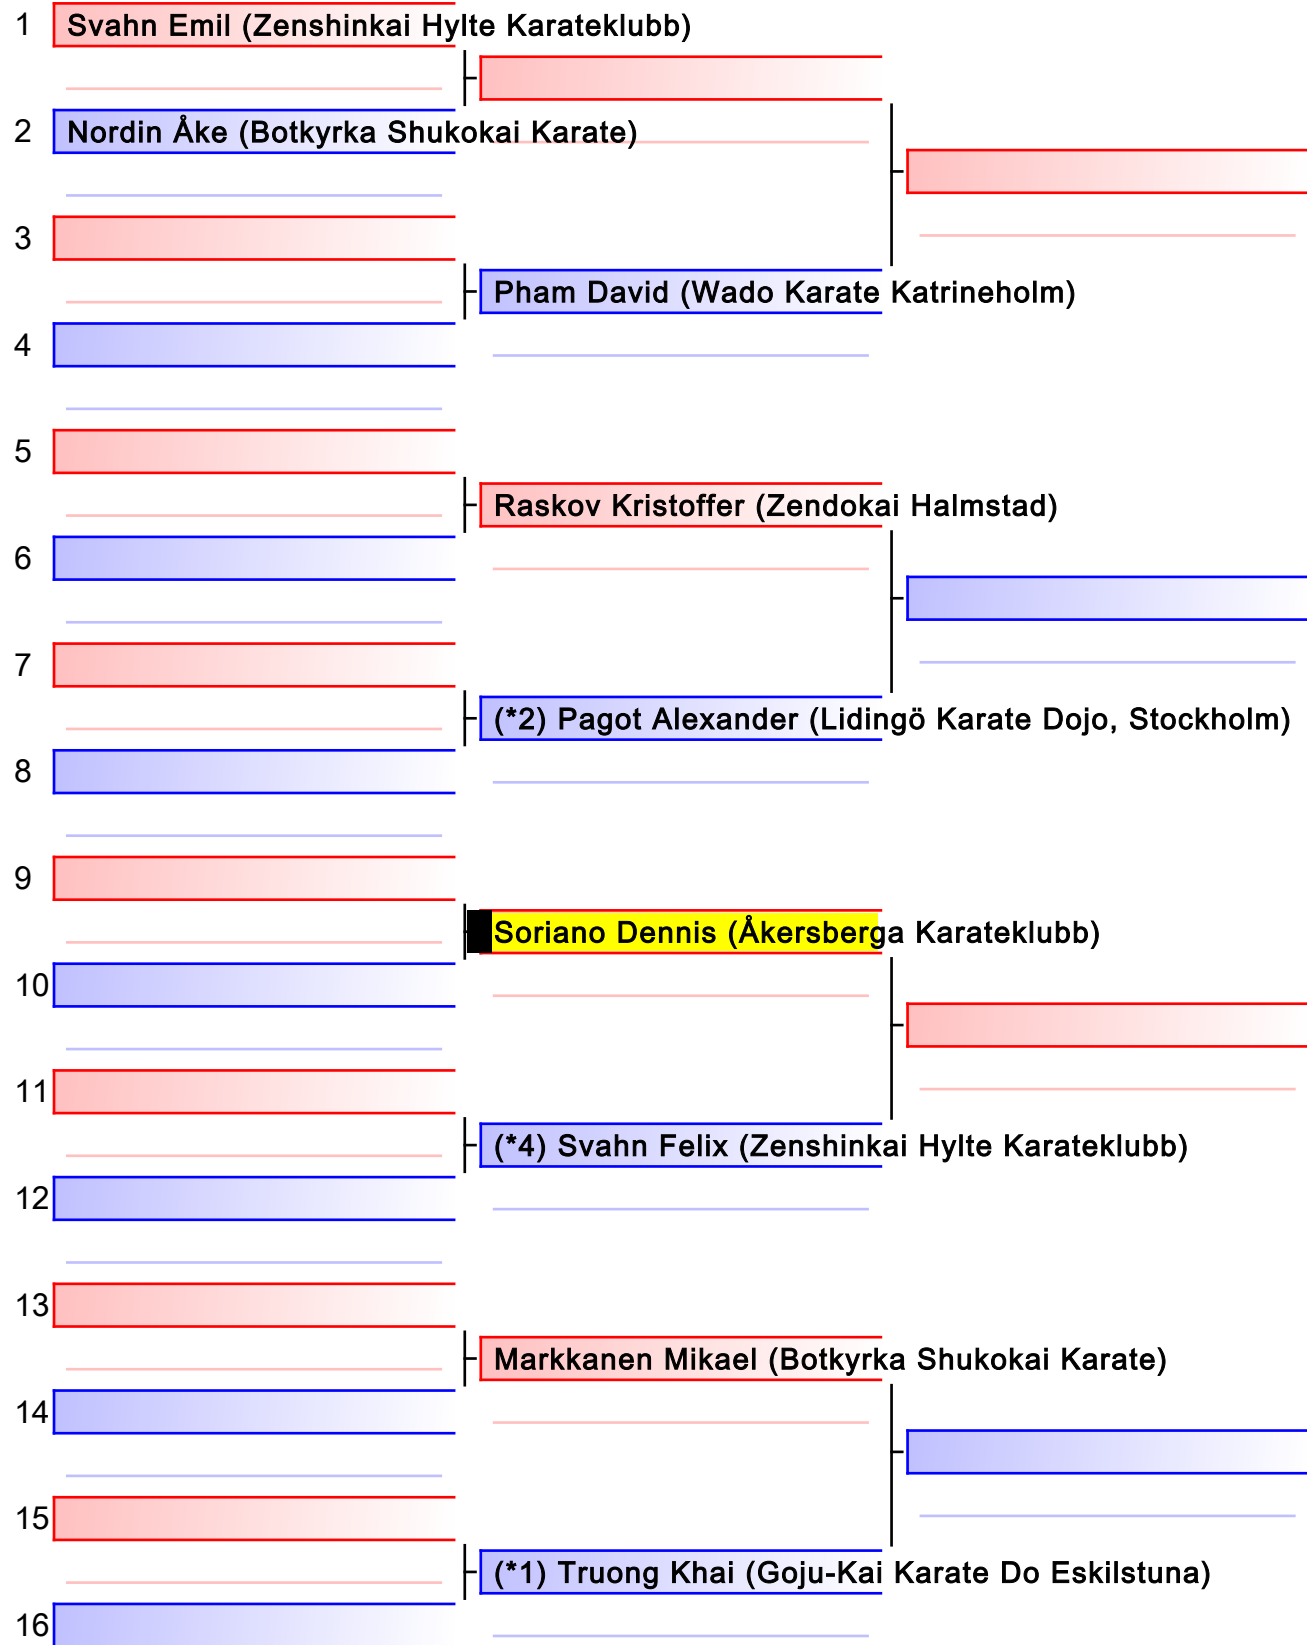 1 Svahn Emil (Zenshinkai Hylte Karateklubb)
2 Nordin Åke (Botkyrka Shukokai Karate)
3
Pham David (Wado Karate Katrineholm)
4
5
Raskov Kristoffer (Zendokai Halmstad)
6
7
(*2) Pagot Alexander (Lidingö Karate Dojo, Stockholm)
8
9
Soriano Dennis (Åkersberga Karateklubb)
10
11
(*4) Svahn Felix (Zenshinkai Hylte Karateklubb)
12
13
Markkanen Mikael (Botkyrka Shukokai Karate)
14
15
(*1) Truong Khai (Goju-Kai Karate Do Eskilstuna)
16